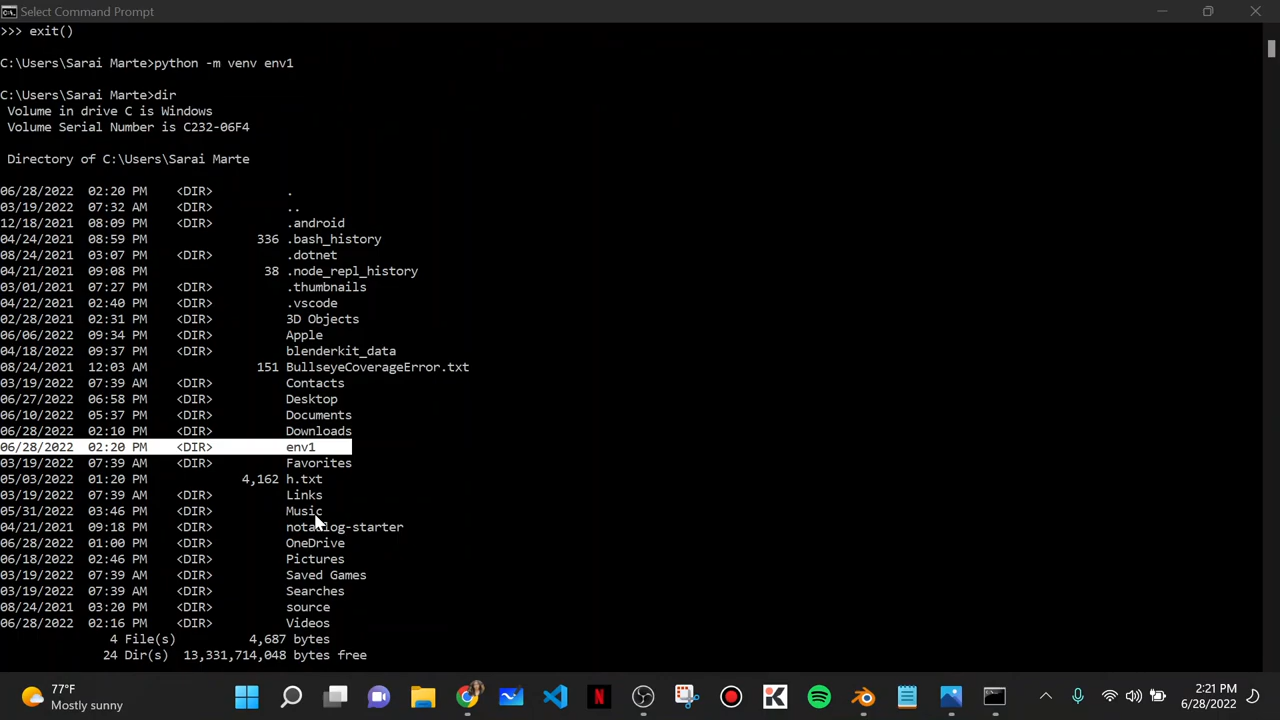 Select Command Prompt
>>> exit()
C:\Users\Sarai Marte>python -m venv env1
C:\Users\Sarai Marte>dir
 Volume in drive C is Windows
 Volume Serial Number is C232-06F4
 Directory of C:\Users\Sarai Marte
06/28/2022  02:20 PM    <DIR>          .
03/19/2022  07:32 AM    <DIR>          ..
12/18/2021  08:09 PM    <DIR>          .android
04/24/2021  08:59 PM               336 .bash_history
08/24/2021  03:07 PM    <DIR>          .dotnet
04/21/2021  09:08 PM                38 .node_repl_history
03/01/2021  07:27 PM    <DIR>          .thumbnails
04/22/2021  02:40 PM    <DIR>          .vscode
02/28/2021  02:31 PM    <DIR>          3D Objects
06/06/2022  09:34 PM    <DIR>          Apple
04/18/2021  09:37 PM    <DIR>          blenderkit_data
08/24/2021  12:03 AM               151 BullseyeCoverageError.txt
03/19/2022  07:39 AM    <DIR>          Contacts
06/27/2022  06:58 PM    <DIR>          Desktop
06/10/2022  05:37 PM    <DIR>          Documents
06/28/2022  02:10 PM    <DIR>          Downloads
06/28/2022  02:20 PM    <DIR>          env1
03/19/2022  07:39 AM    <DIR>          Favorites
05/03/2022  01:20 PM             4,162 h.txt
03/19/2022  07:39 AM    <DIR>          Links
05/31/2022  03:46 PM    <DIR>          Music
04/21/2021  09:18 PM    <DIR>          notablog-starter
06/28/2022  01:00 PM    <DIR>          OneDrive
06/18/2022  02:46 PM    <DIR>          Pictures
03/19/2022  07:39 AM    <DIR>          Saved Games
03/19/2022  07:39 AM    <DIR>          Searches
08/24/2021  03:20 PM    <DIR>          source
06/28/2022  02:16 PM    <DIR>          Videos
               4 File(s)          4,687 bytes
              24 Dir(s)  13,331,714,048 bytes free
77°F
Mostly sunny
2:21 PM
6/28/2022